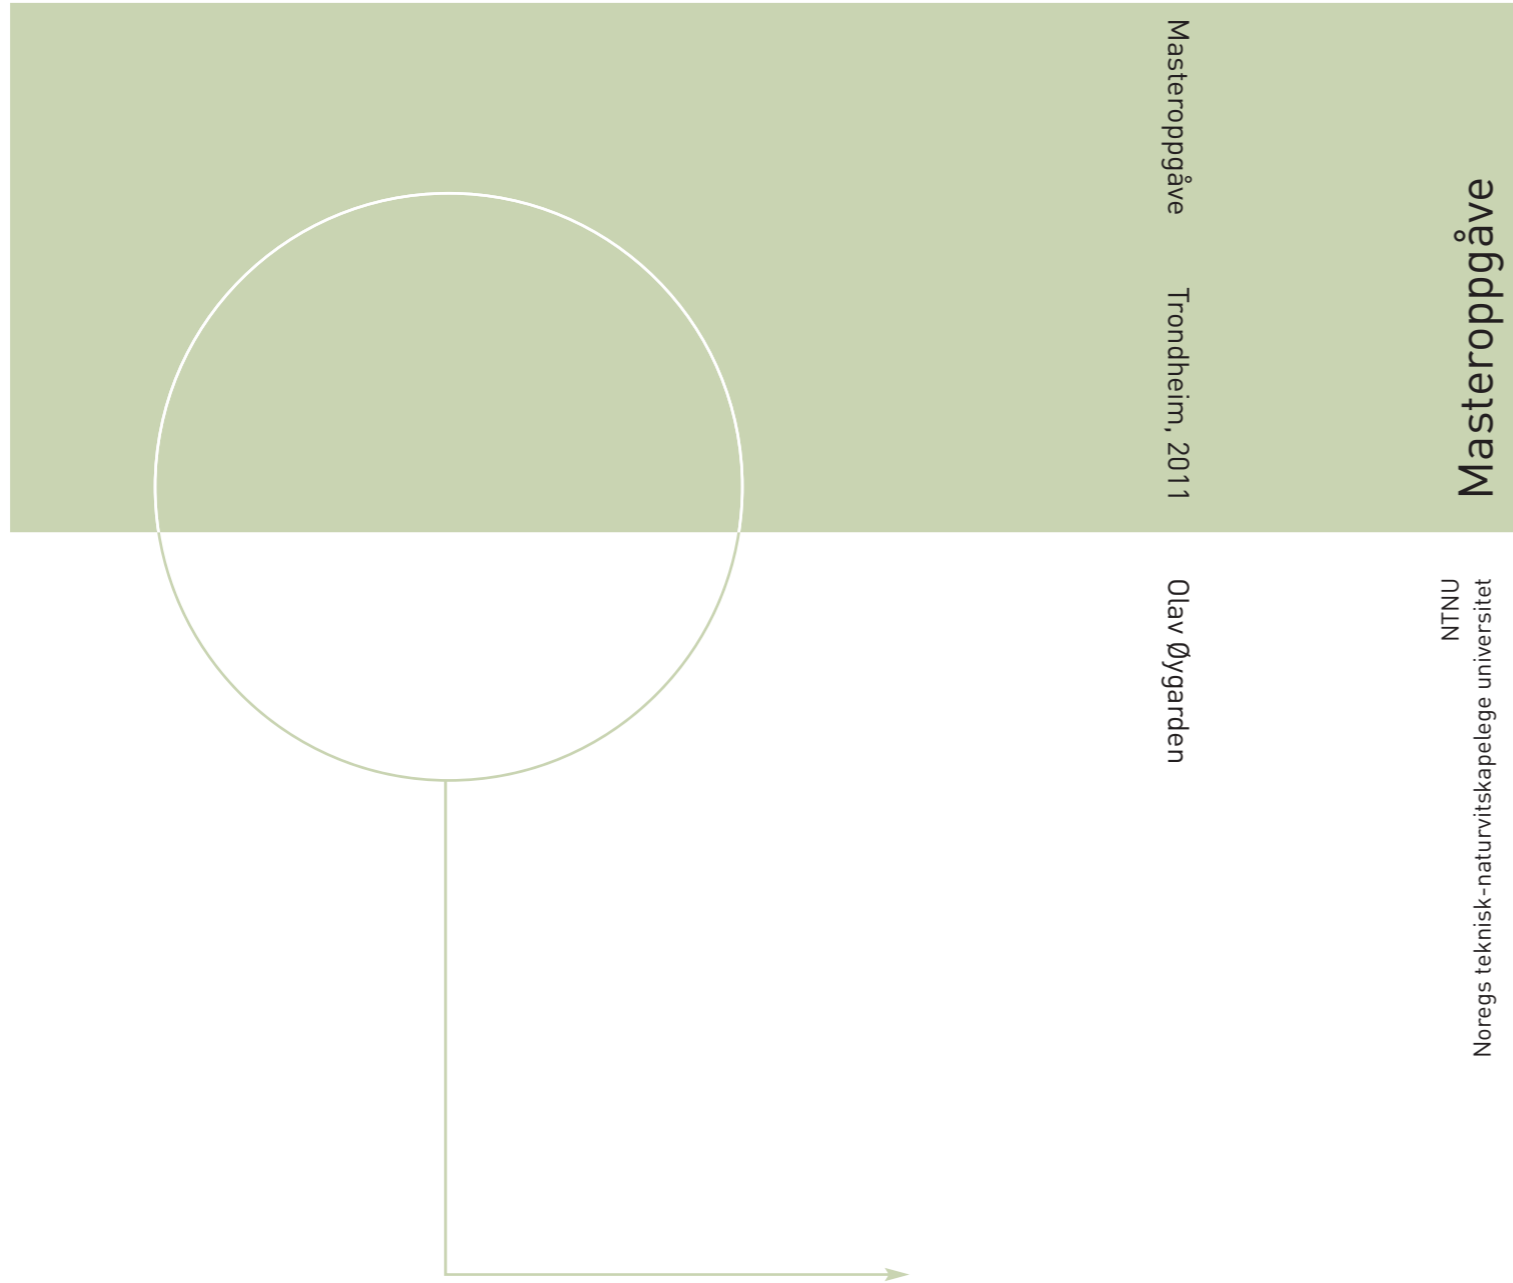 Masteroppgåve
Trondheim, 2011
Olav Øygarden
Masteroppgåve
NTNU
Noregs teknisk-naturvitskapelege universitet